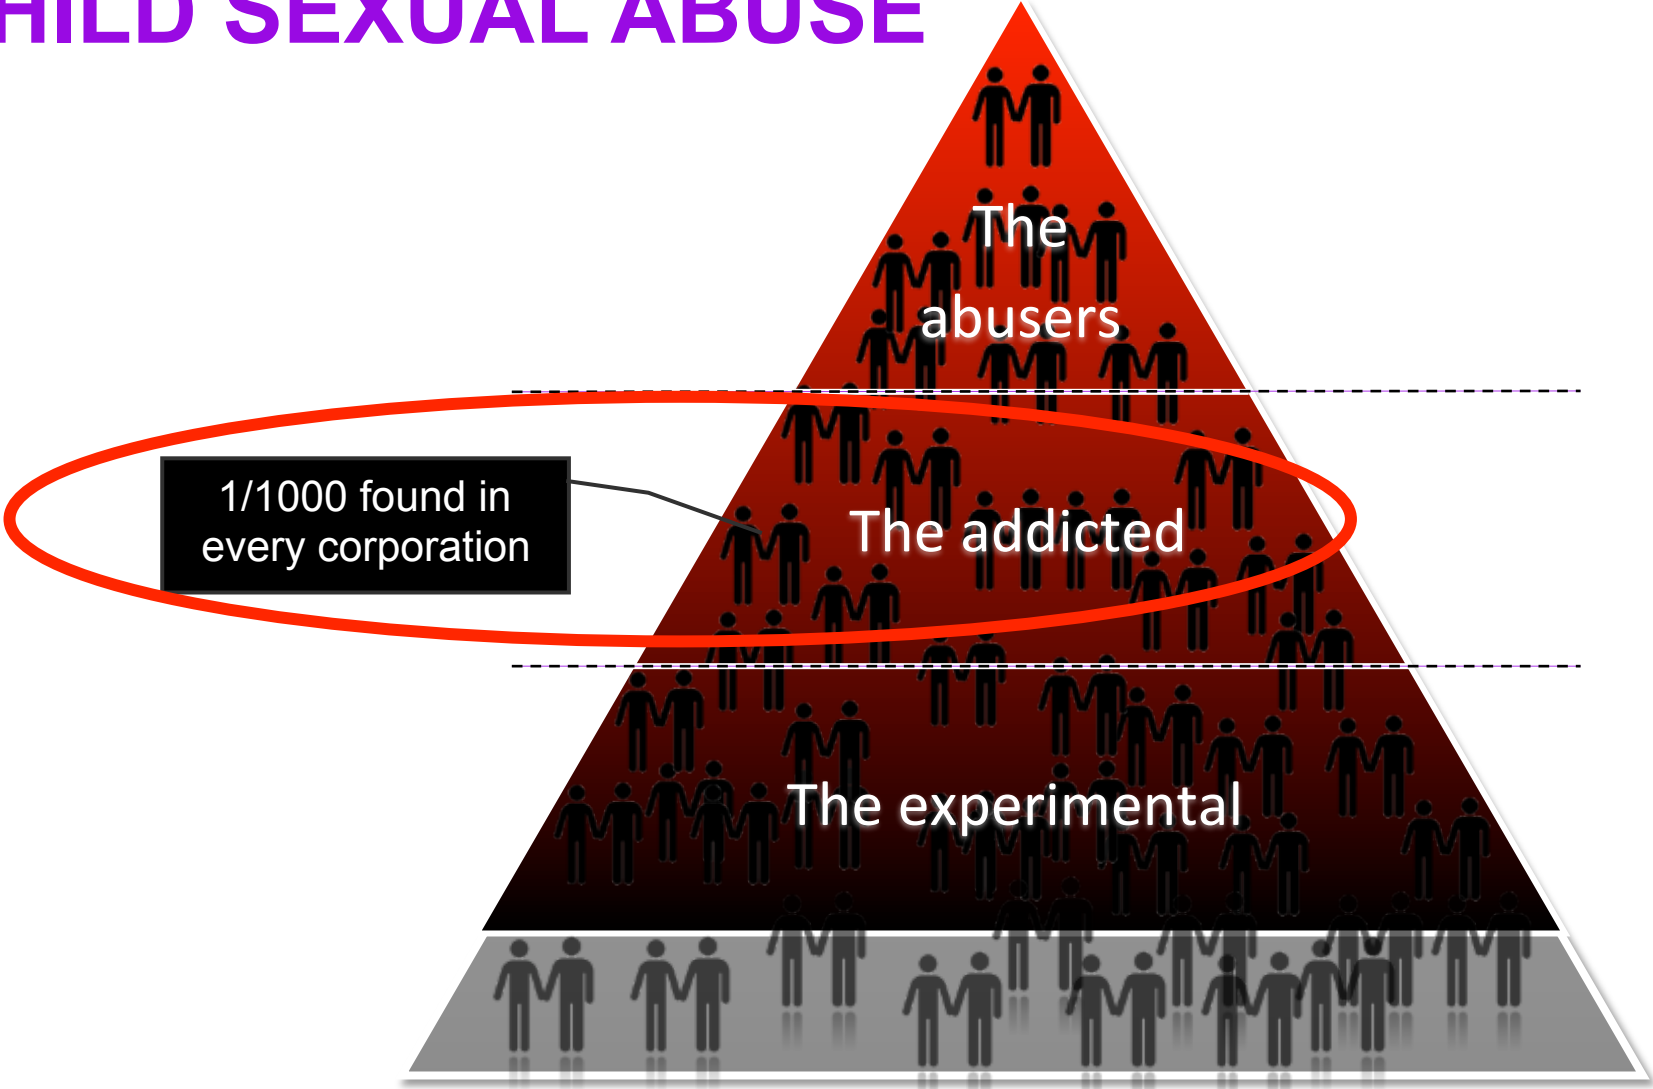 HILD SEXUAL ABUSE
The
abusers
1/1000 found in
every corporation
The addicted
The experimental